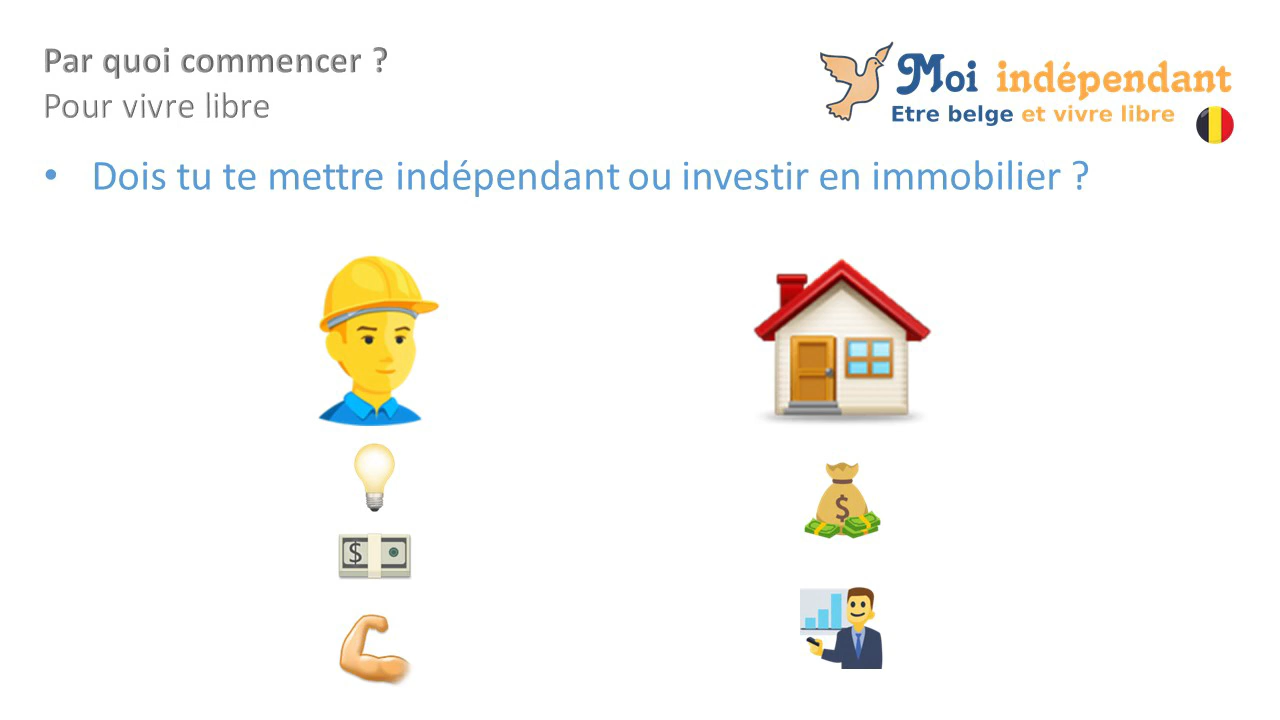 Par quoi commencer ?
Pour vivre libre
Moi indépendant
Etre belge et vivre libre
• Dois tu te mettre indépendant ou investir en immobilier ?
$
$